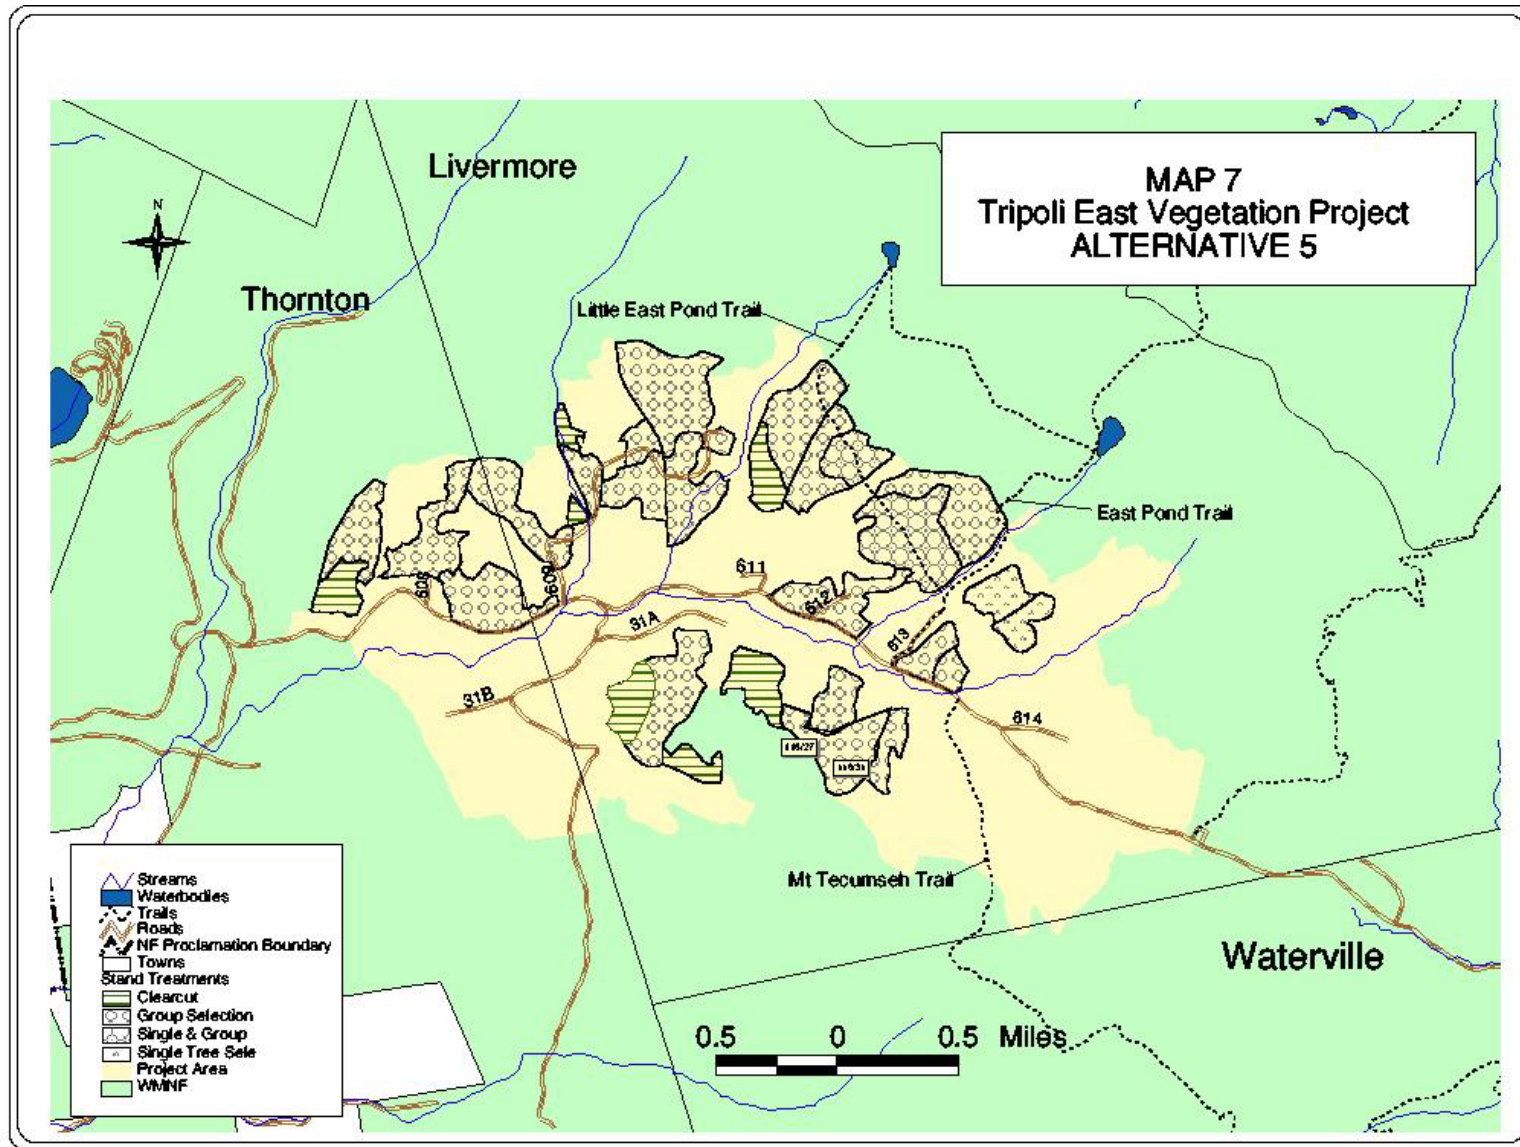 MAP 7
Tripoli East Vegetation Project
ALTERNATIVE 5
Livermore
N
Thornton
Little East Pond Trail
East Pond Trail
608
609
611
612
31A
613
31B
614
Mt Tecumseh Trail
Waterville
0.5 0 0.5 Miles
Streams
Waterbodies
Trails
Roads
NF Proclamation Boundary
Towns
Stand Treatments
Clearcut
Group Selection
Single & Group
Single Tree Sele
Project Area
WMNF